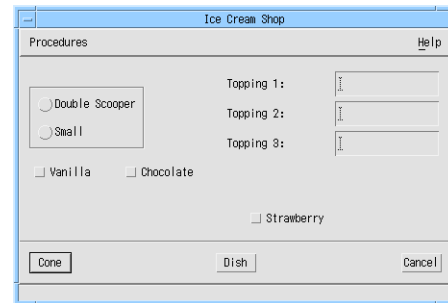 Ice Cream Shop
Procedures Help
Topping 1:
Double Scooper
Topping 2:
Small
Topping 3:
Vanilla Chocolate
Strawberry
Cone Dish Cancel